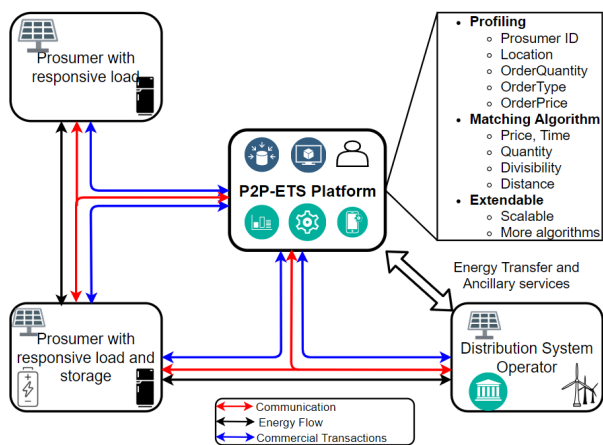 Prosumer with
responsive load
P2P-ETS Platform
Profiling
Prosumer ID
Location
OrderQuantity
OrderType
OrderPrice
Matching Algorithm
Price, Time
Quantity
Divisibility
Distance
Extendable
Scalable
More algorithms
Energy Transfer and
Ancillary services
Prosumer with
responsive load and
storage
Distribution System
Operator
Communication
Energy Flow
Commercial Transactions